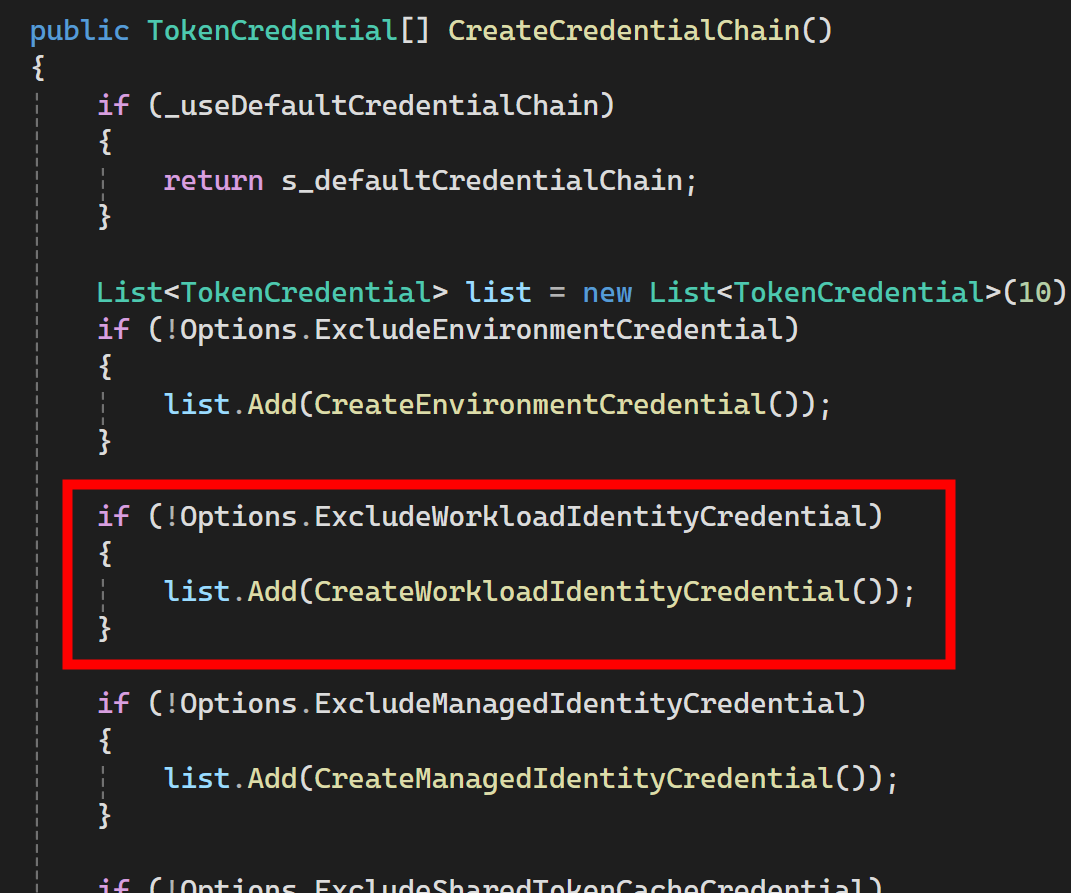 public TokenCredential[] CreateCredentialChain()
{
if (_useDefaultCredentialChain)
{
return s_defaultCredentialChain;
}
List<TokenCredential> list = new List<TokenCredential>(10)
if (!Options.ExcludeEnvironmentCredential)
{
list.Add(CreateEnvironmentCredential());
}
if (!Options.ExcludeWorkloadIdentityCredential)
{
list.Add(CreateWorkloadIdentityCredential());
}
if (!Options.ExcludeManagedIdentityCredential)
{
list.Add(CreateManagedIdentityCredential());
}
if (!Options.ExcludeSharedTokenCacheCredential)